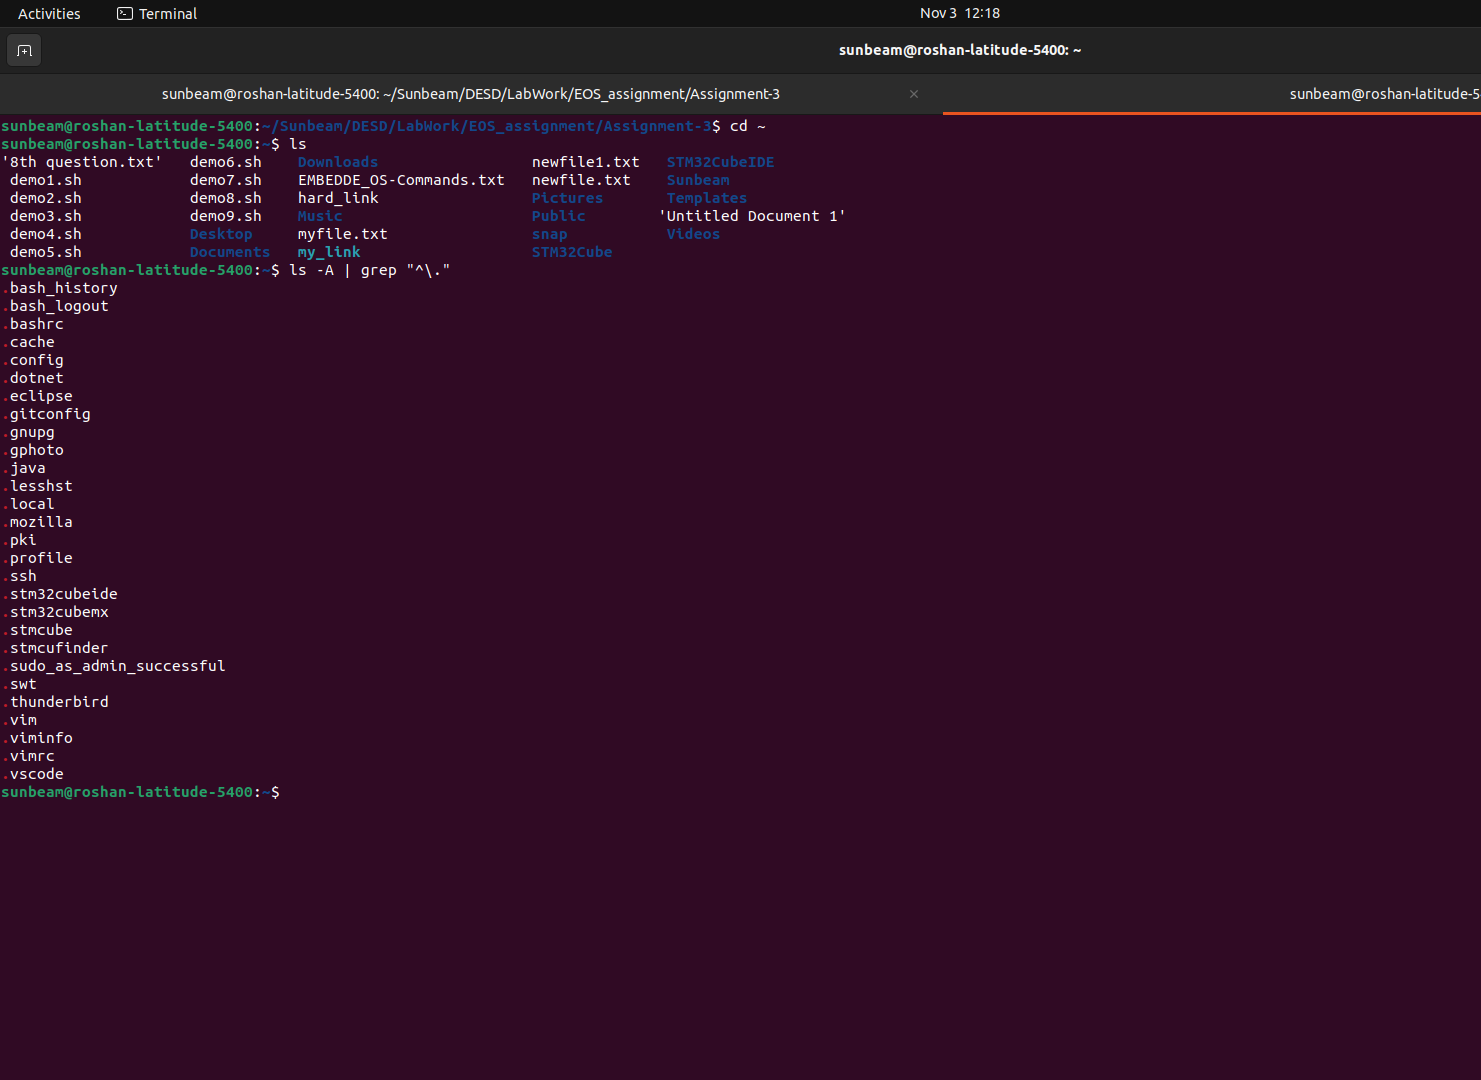 Activities Terminal Nov 3 12:18
sunbeam@roshan-latitude-5400: ~
sunbeam@roshan-latitude-5400: ~/Sunbeam/DESD/LabWork/EOS_assignment/Assignment-3 × sunbeam@roshan-latitude-5
sunbeam@roshan-latitude-5400:~/Sunbeam/DESD/LabWork/EOS_assignment/Assignment-3$ cd ~
sunbeam@roshan-latitude-5400:~$ ls
'8th question.txt' demo6.sh Downloads newfile1.txt STM32CubeIDE
demo1.sh demo7.sh EMBEDDE_OS-Commands.txt newfile.txt Sunbeam
demo2.sh demo8.sh hard_link Pictures Templates
demo3.sh demo9.sh Music Public 'Untitled Document 1'
demo4.sh Desktop myfile.txt snap Videos
demo5.sh Documents my_link STM32Cube
sunbeam@roshan-latitude-5400:~$ ls -A | grep "^\."
.bash_history
.bash_logout
.bashrc
.cache
.config
.dotnet
.eclipse
.gitconfig
.gnupg
.gphoto
.java
.lesshst
.local
.mozilla
.pki
.profile
.ssh
.stm32cubeide
.stm32cubemx
.stmcube
.stmcufinder
.sudo_as_admin_successful
.swt
.thunderbird
.vim
.viminfo
.vimrc
.vscode
sunbeam@roshan-latitude-5400:~$